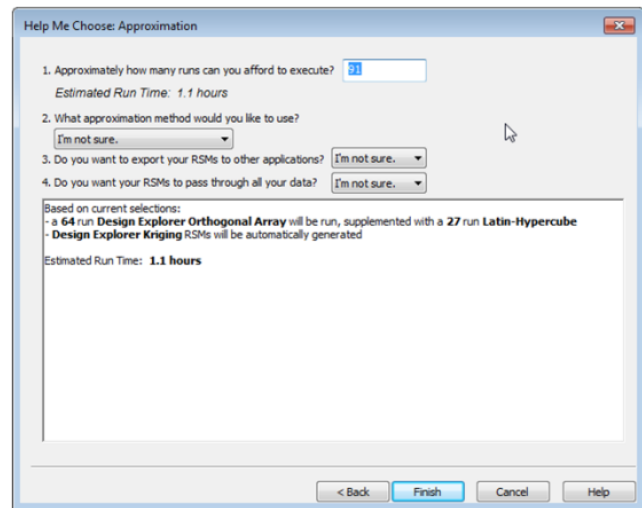 Help Me Choose: Approximation
1. Approximately how many runs can you afford to execute? 91
Estimated Run Time: 1.1 hours
2. What approximation method would you like to use?
I'm not sure.
3. Do you want to export your RSMs to other applications? I'm not sure.
4. Do you want your RSMs to pass through all your data? I'm not sure.
Based on current selections:
- a 64 run Design Explorer Orthogonal Array will be run, supplemented with a 27 run Latin-Hypercube
- Design Explorer Kriging RSMs will be automatically generated
Estimated Run Time: 1.1 hours
< Back Finish Cancel Help